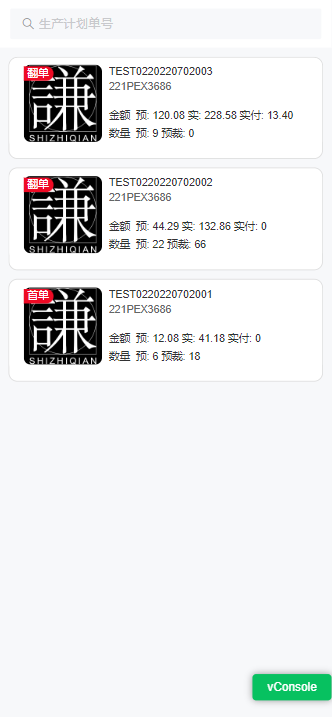 生产计划单号
翻单
謙
SHIZHIQIAN
TEST0220220702003
221PEX3686
金额 预: 120.08 实: 228.58 实付: 13.40
数量 预: 9 预裁: 0
翻单
謙
SHIZHIQIAN
TEST0220220702002
221PEX3686
金额 预: 44.29 实: 132.86 实付: 0
数量 预: 22 预裁: 66
首单
謙
SHIZHIQIAN
TEST0220220702001
221PEX3686
金额 预: 12.08 实: 41.18 实付: 0
数量 预: 6 预裁: 18
vConsole